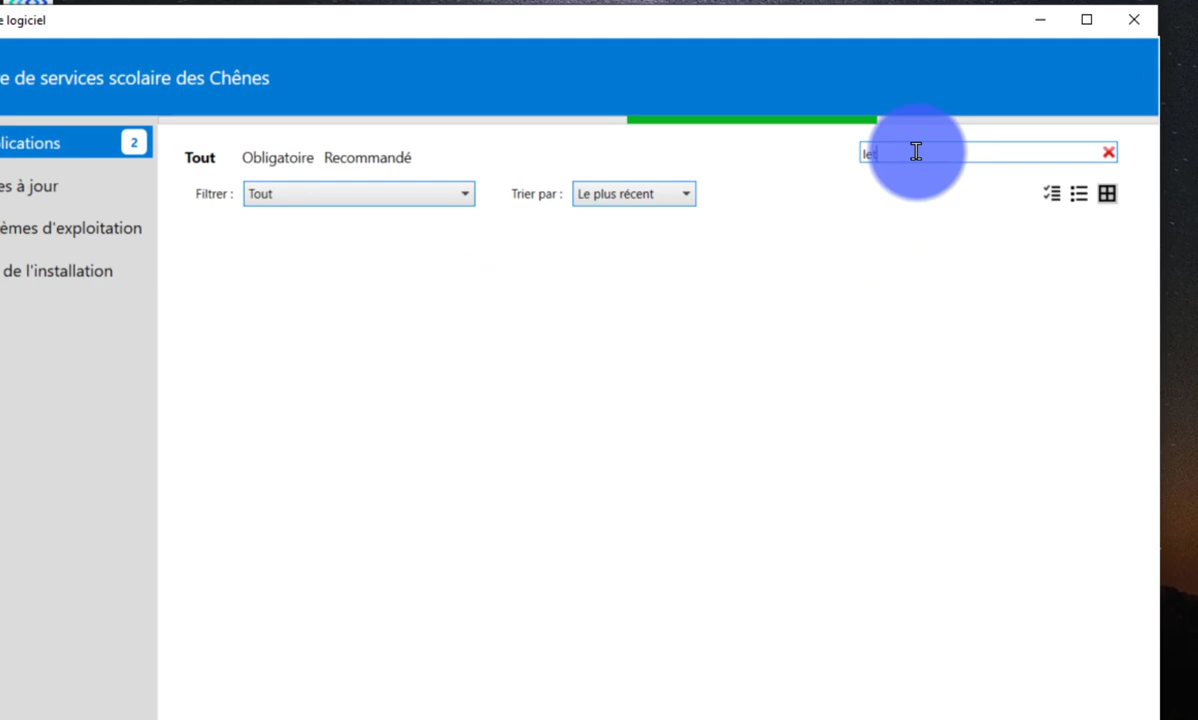 e logiciel
e de services scolaire des Chênes
lications 2
Tout Obligatoire Recommandé
let
es à jour
Filtrer : Tout Trier par : Le plus récent
èmes d'exploitation
de l'installation